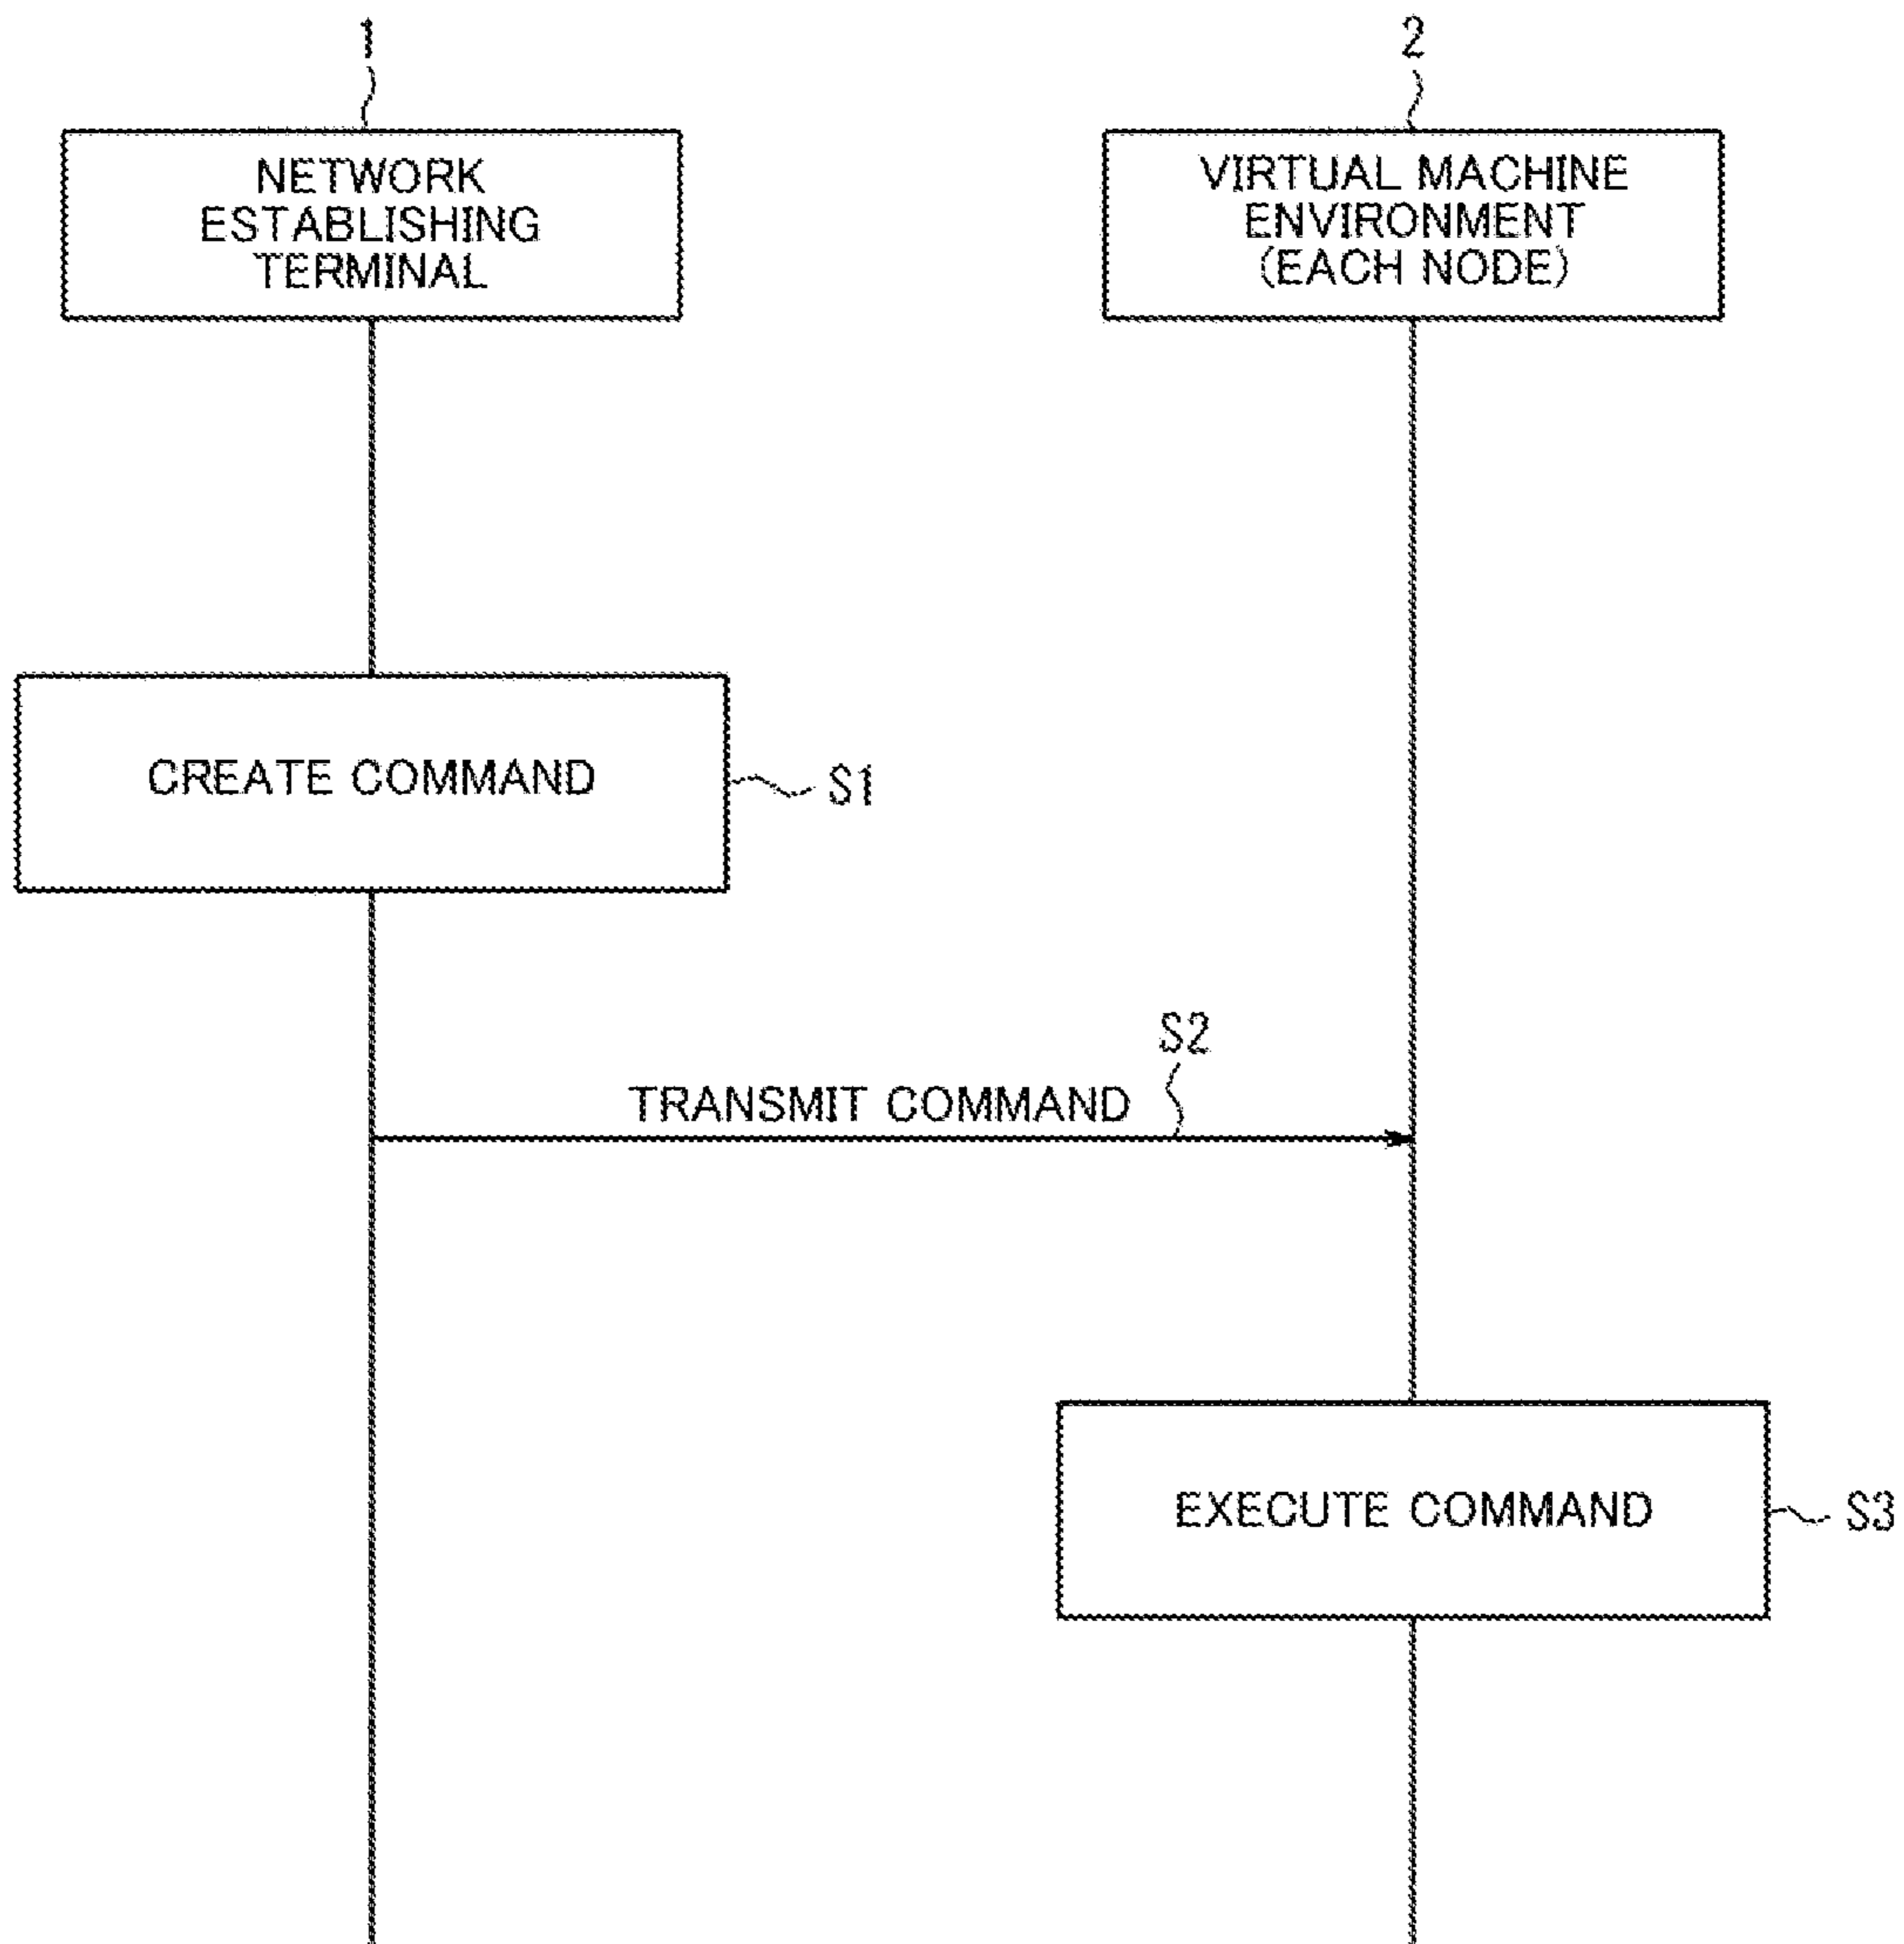 1
2
NETWORK
ESTABLISHING
TERMINAL
VIRTUAL MACHINE
ENVIRONMENT
(EACH NODE)
CREATE COMMAND
S1
S2
TRANSMIT COMMAND
EXECUTE COMMAND
S3